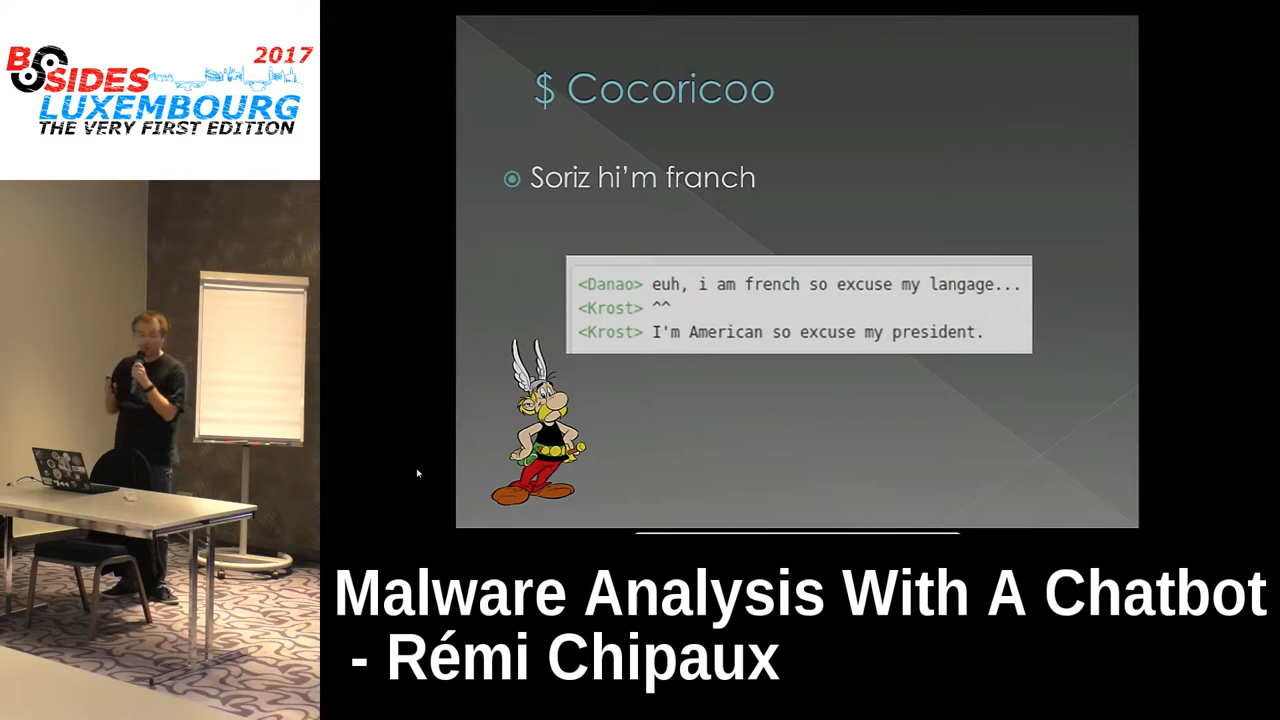 2017
BSIDES
LUXEMBOURG
THE VERY FIRST EDITION
$ Cocoricoo
Soriz hi’m franch
<Danao> euh, i am french so excuse my langage...
<Krost> ^^
<Krost> I'm American so excuse my president.
Malware Analysis With A Chatbot
- Rémi Chipaux